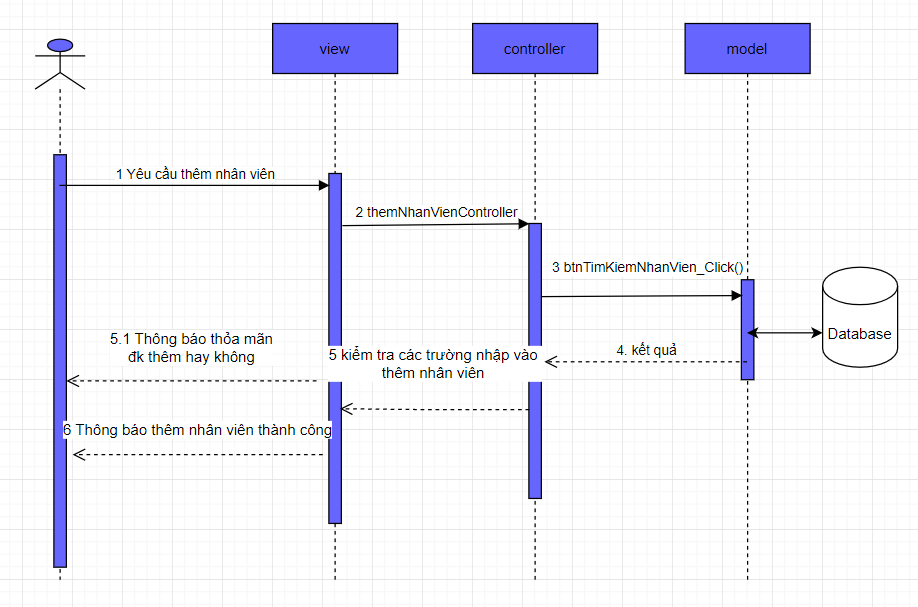 view
controller
model
1 Yêu cầu thêm nhân viên
2 themNhanVienController
3 btnTimKiemNhanVien_Click()
Database
5.1 Thông báo thỏa mãn
đk thêm hay không
5 kiểm tra các trường nhập vào
thêm nhân viên
4. kết quả
6 Thông báo thêm nhân viên thành công